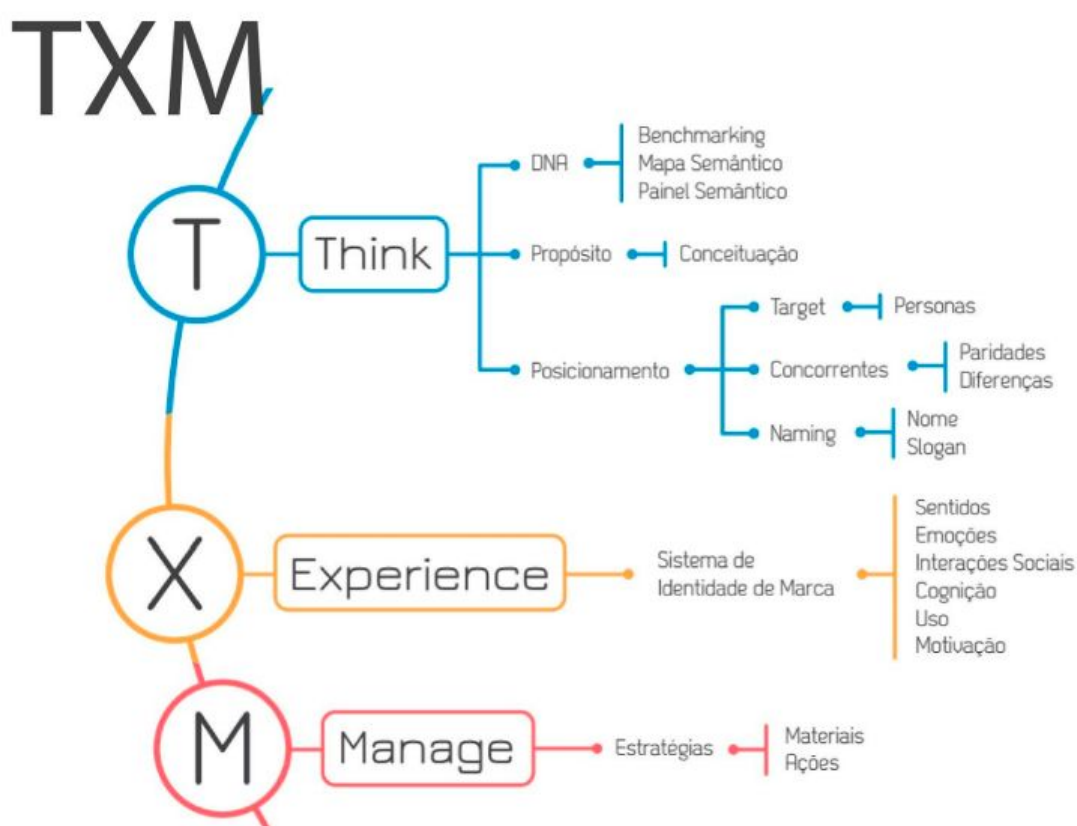 TXM
T
Think
DNA
Benchmarking
Mapa Semântico
Painel Semântico
Propósito
Conceituação
Posicionamento
Target
Personas
Concorrentes
Paridades
Diferenças
Naming
Nome
Slogan
X
Experience
Sistema de
Identidade de Marca
Sentidos
Emoções
Interações Sociais
Cognição
Uso
Motivação
M
Manage
Estratégias
Materiais
Ações